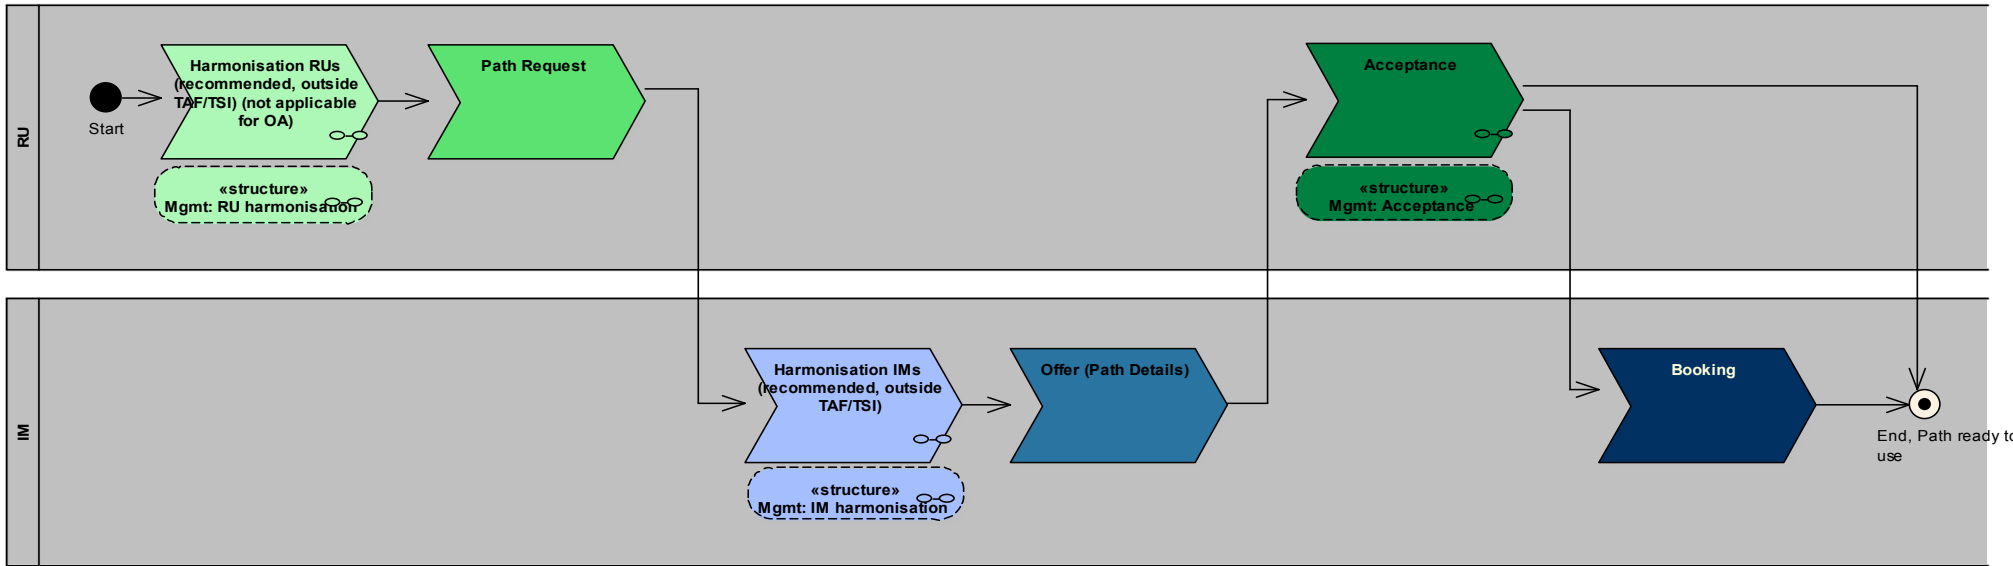 RU
Start
Harmonisation RUs
(recommended, outside
TAF/TSI) (not applicable
for OA)
«structure»
Mgmt: RU harmonisation
Path Request
Acceptance
«structure»
Mgmt: Acceptance
IM
Harmonisation IMs
(recommended, outside
TAF/TSI)
«structure»
Mgmt: IM harmonisation
Offer (Path Details)
Booking
End, Path ready to
use